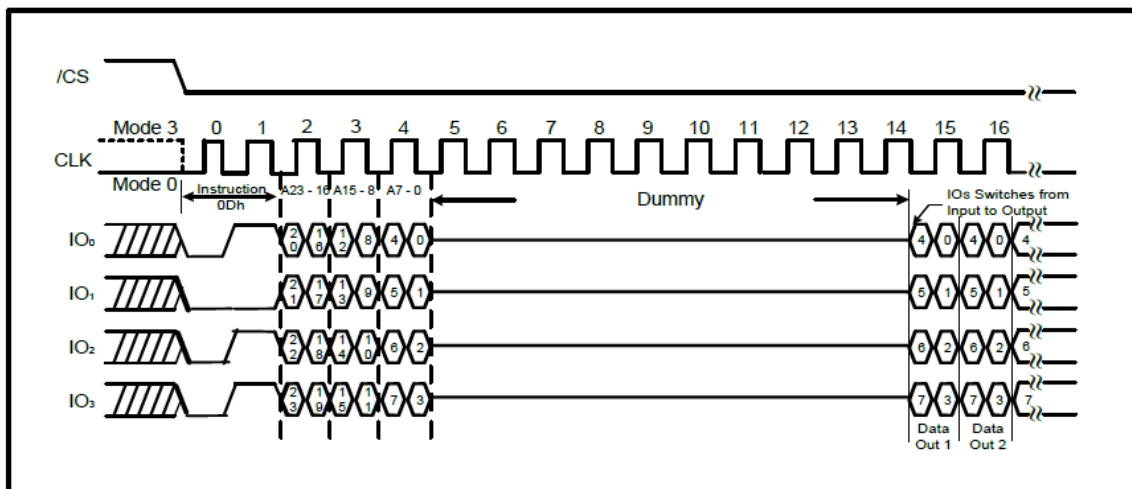 /CS
Mode 3 0 1 2 3 4 5 6 7 8 9 10 11 12 13 14 15 16
CLK
Mode 0
Instruction
0Dh
A23 - 16 A15 - 8 A7 - 0
Dummy
IOs Switches from
Input to Output
IO₀ 20 16 12 8 4 0 4 0 4 0 4
IO₁ 21 17 13 9 5 1 5 1 5 1 5
IO₂ 22 18 14 10 6 2 6 2 6 2 6
IO₃ 23 19 15 11 7 3 7 3 7 3 7
Data
Out 1
Data
Out 2